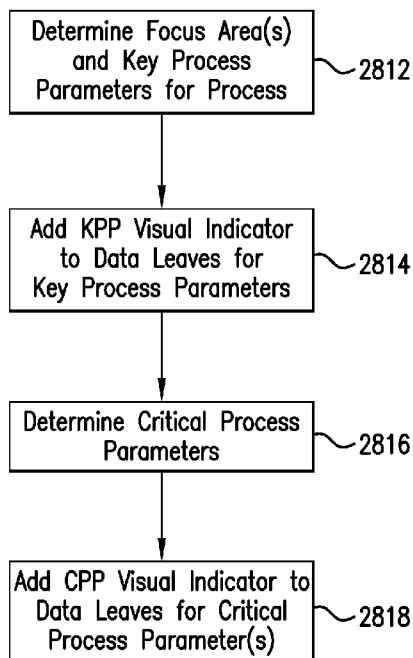 Determine Focus Area(s)
and Key Process
Parameters for Process
2812
Add KPP Visual Indicator
to Data Leaves for
Key Process Parameters
2814
Determine Critical Process
Parameters
2816
Add CPP Visual Indicator to
Data Leaves for Critical
Process Parameter(s)
2818